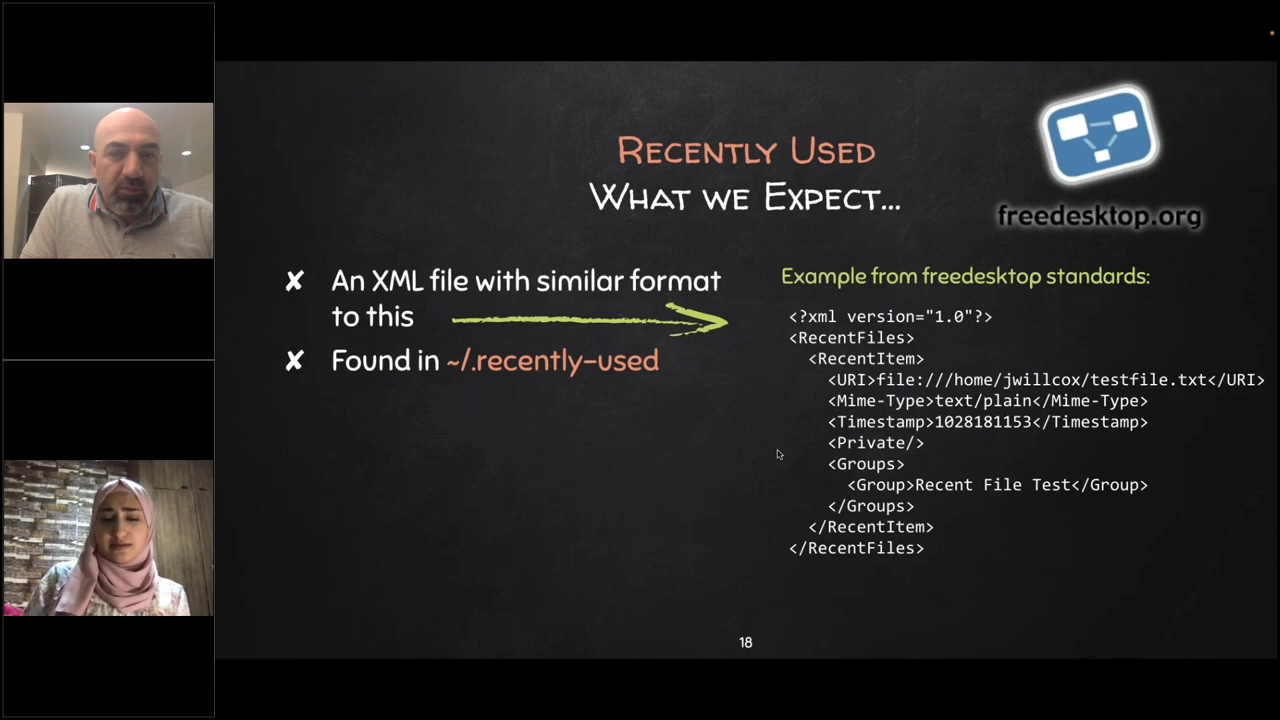 Recently Used
What we Expect...
freedesktop.org
✘ An XML file with similar format
to this
✘ Found in ~/.recently-used
Example from freedesktop standards:
<?xml version="1.0"?>
<RecentFiles>
  <RecentItem>
    <URI>file:///home/jwillcox/testfile.txt</URI>
    <Mime-Type>text/plain</Mime-Type>
    <Timestamp>1028181153</Timestamp>
    <Private/>
    <Groups>
      <Group>Recent File Test</Group>
    </Groups>
  </RecentItem>
</RecentFiles>
18